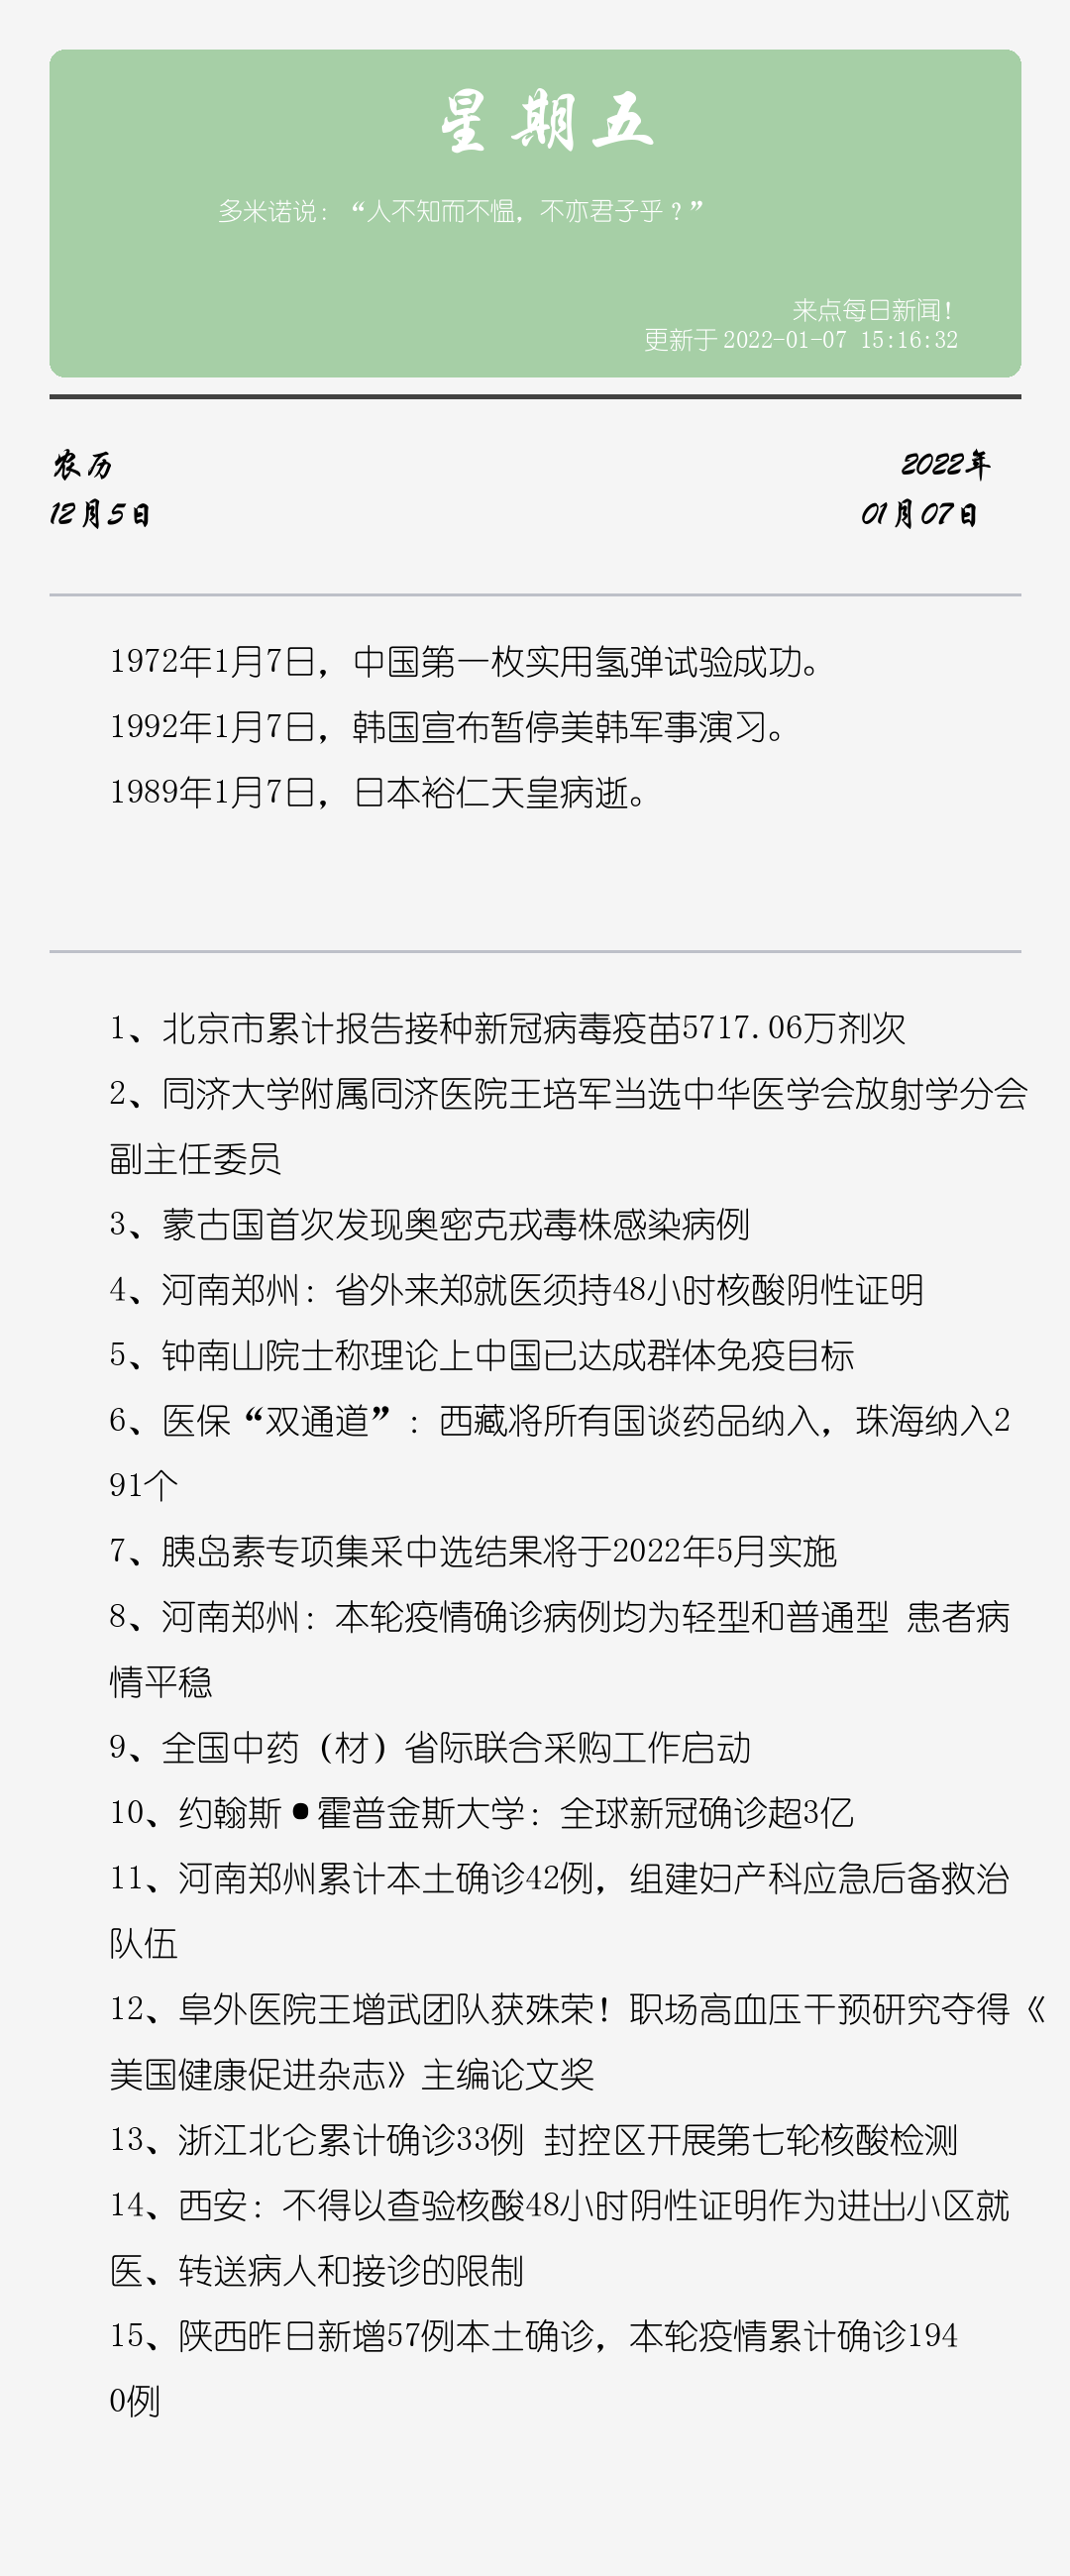 星期五
多米诺说：“人不知而不愠，不亦君子乎？”
来点每日新闻！
更新于2022-01-07 15:16:32
农历
2022年
12月5日
01月07日
1972年1月7日，中国第一枚实用氢弹试验成功。
1992年1月7日，韩国宣布暂停美韩军事演习。
1989年1月7日，日本裕仁天皇病逝。
1、北京市累计报告接种新冠病毒疫苗5717.06万剂次
2、同济大学附属同济医院王培军当选中华医学会放射学分会
副主任委员
3、蒙古国首次发现奥密克戎毒株感染病例
4、河南郑州：省外来郑就医须持48小时核酸阴性证明
5、钟南山院士称理论上中国已达成群体免疫目标
6、医保“双通道”：西藏将所有国谈药品纳入，珠海纳入2
91个
7、胰岛素专项集采中选结果将于2022年5月实施
8、河南郑州：本轮疫情确诊病例均为轻型和普通型 患者病
情平稳
9、全国中药（材）省际联合采购工作启动
10、约翰斯•霍普金斯大学：全球新冠确诊超3亿
11、河南郑州累计本土确诊42例，组建妇产科应急后备救治
队伍
12、阜外医院王增武团队获殊荣！职场高血压干预研究夺得《
美国健康促进杂志》主编论文奖
13、浙江北仑累计确诊33例 封控区开展第七轮核酸检测
14、西安：不得以查验核酸48小时阴性证明作为进出小区就
医、转送病人和接诊的限制
15、陕西昨日新增57例本土确诊，本轮疫情累计确诊194
0例